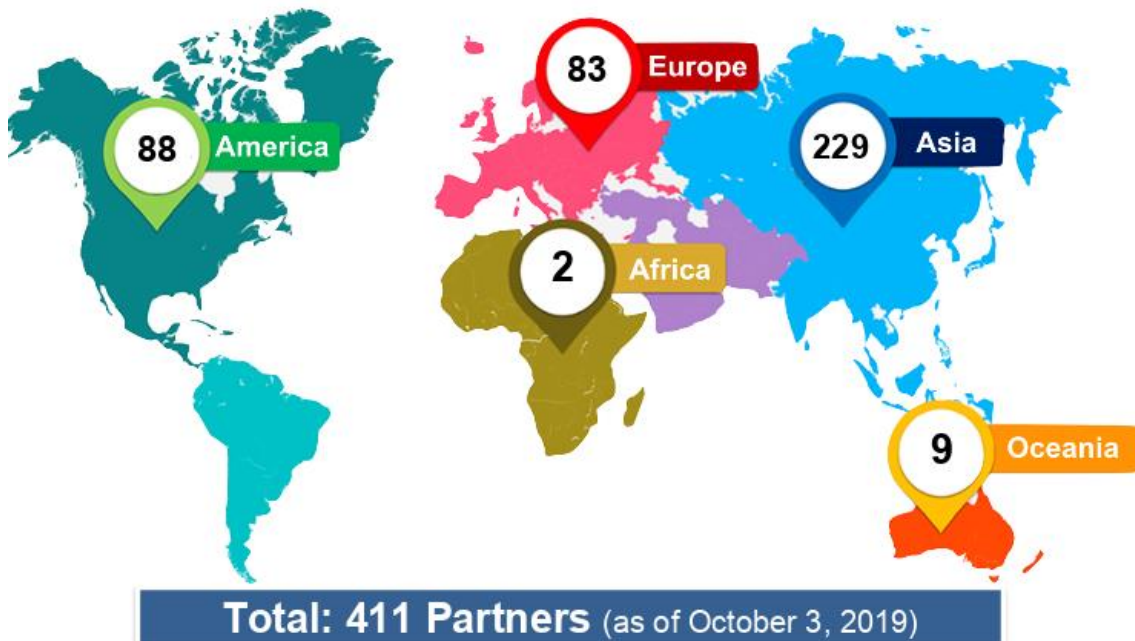 83 Europe
88 America
229 Asia
2 Africa
9 Oceania
Total: 411 Partners (as of October 3, 2019)